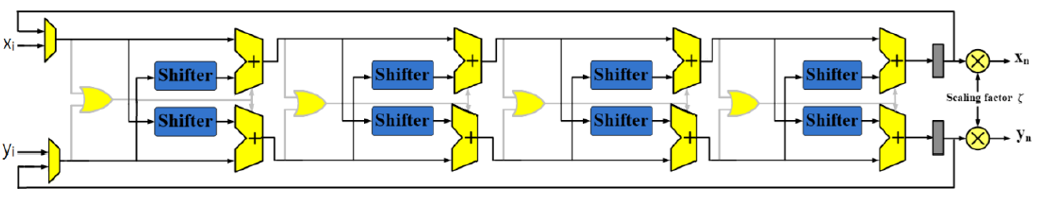 xi
Shifter
Shifter
+
+
Shifter
Shifter
+
+
Shifter
Shifter
+
+
Shifter
Shifter
+
+
xn
Scaling factor ζ
yi
yn